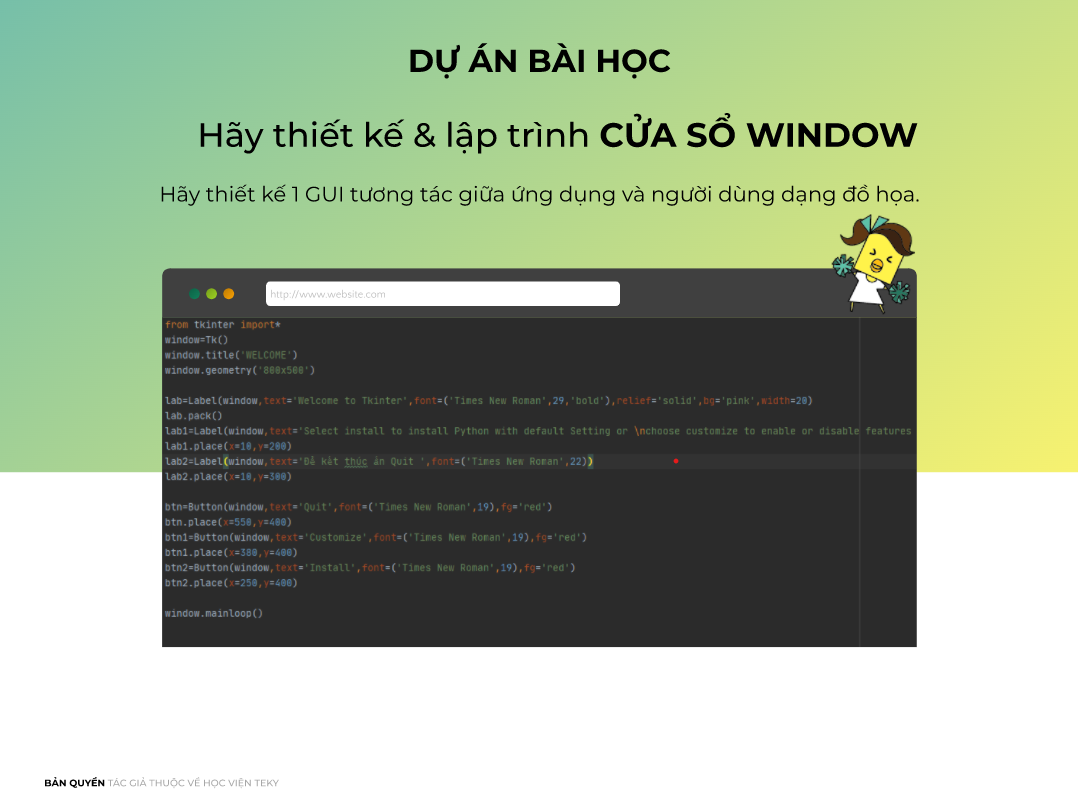 DỰ ÁN BÀI HỌC
Hãy thiết kế & lập trình CỬA SỔ WINDOW
Hãy thiết kế 1 GUI tương tác giữa ứng dụng và người dùng dạng đồ họa.
http://www.website.com
from tkinter import*
window=Tk()
window.title('WELCOME')
window.geometry('800x500')
lab=Label(window,text='Welcome to Tkinter',font=('Times New Roman',29,'bold'),relief='solid',bg='pink',width=20)
lab.pack()
lab1=Label(window,text='Select install to install Python with default Setting or \nchoose customize to enable or disable features
lab1.place(x=10,y=200)
lab2=Label(window,text='Để kết thúc ấn Quit ',font=('Times New Roman',22))
lab2.place(x=10,y=300)
btn=Button(window,text='Quit',font=('Times New Roman',19),fg='red')
btn.place(x=550,y=400)
btn1=Button(window,text='Customize',font=('Times New Roman',19),fg='red')
btn1.place(x=380,y=400)
btn2=Button(window,text='Install',font=('Times New Roman',19),fg='red')
btn2.place(x=250,y=400)
window.mainloop()
BẢN QUYỀN TÁC GIẢ THUỘC VỀ HỌC VIỆN TEKY